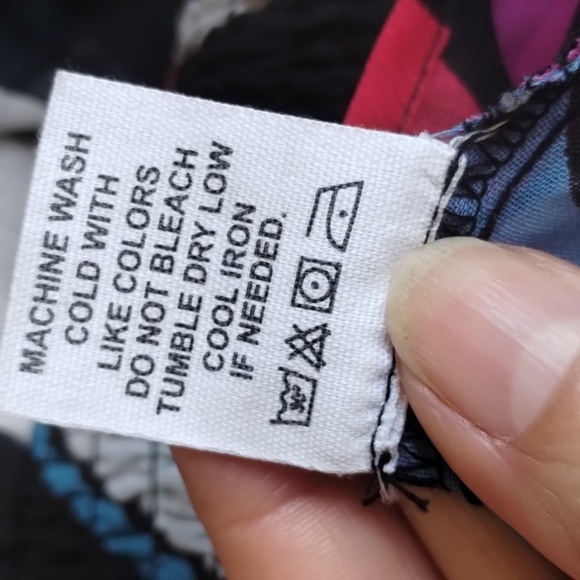 MACHINE WASH
COLD WITH
LIKE COLORS
DO NOT BLEACH
TUMBLE DRY LOW
COOL IRON
IF NEEDED.